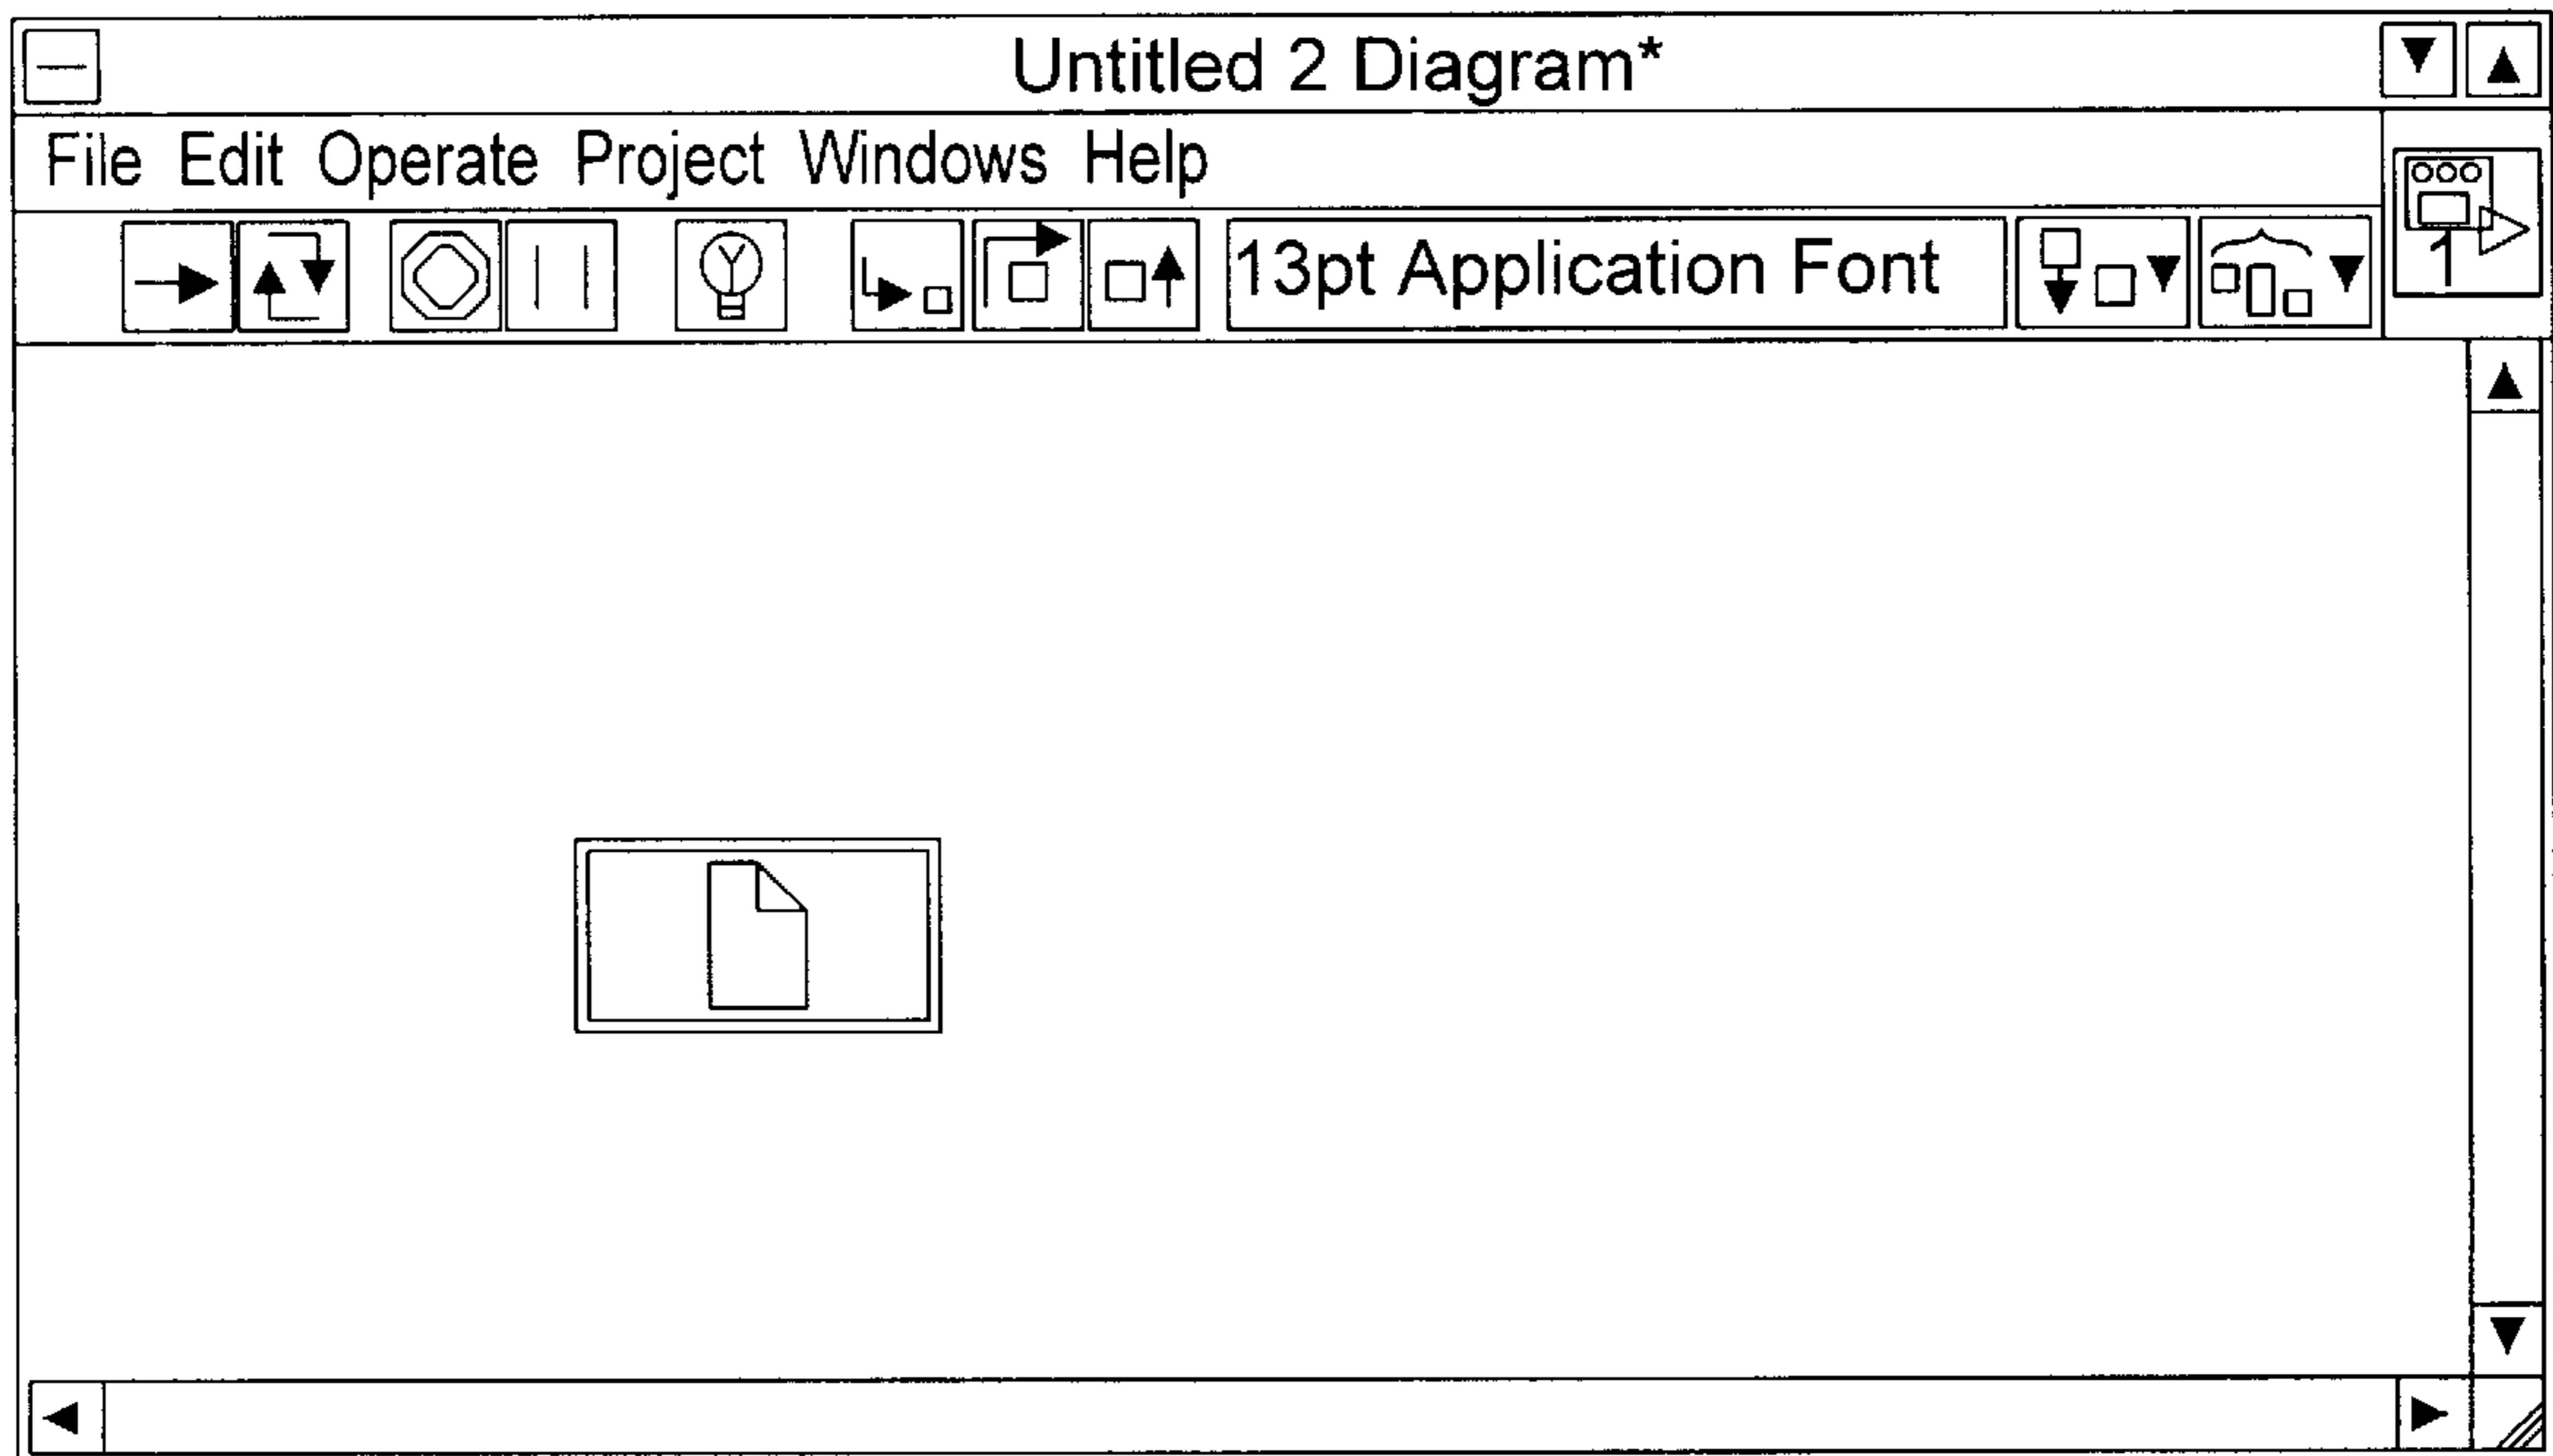 Untitled 2 Diagram*
File Edit Operate Project Windows Help
13pt Application Font
1